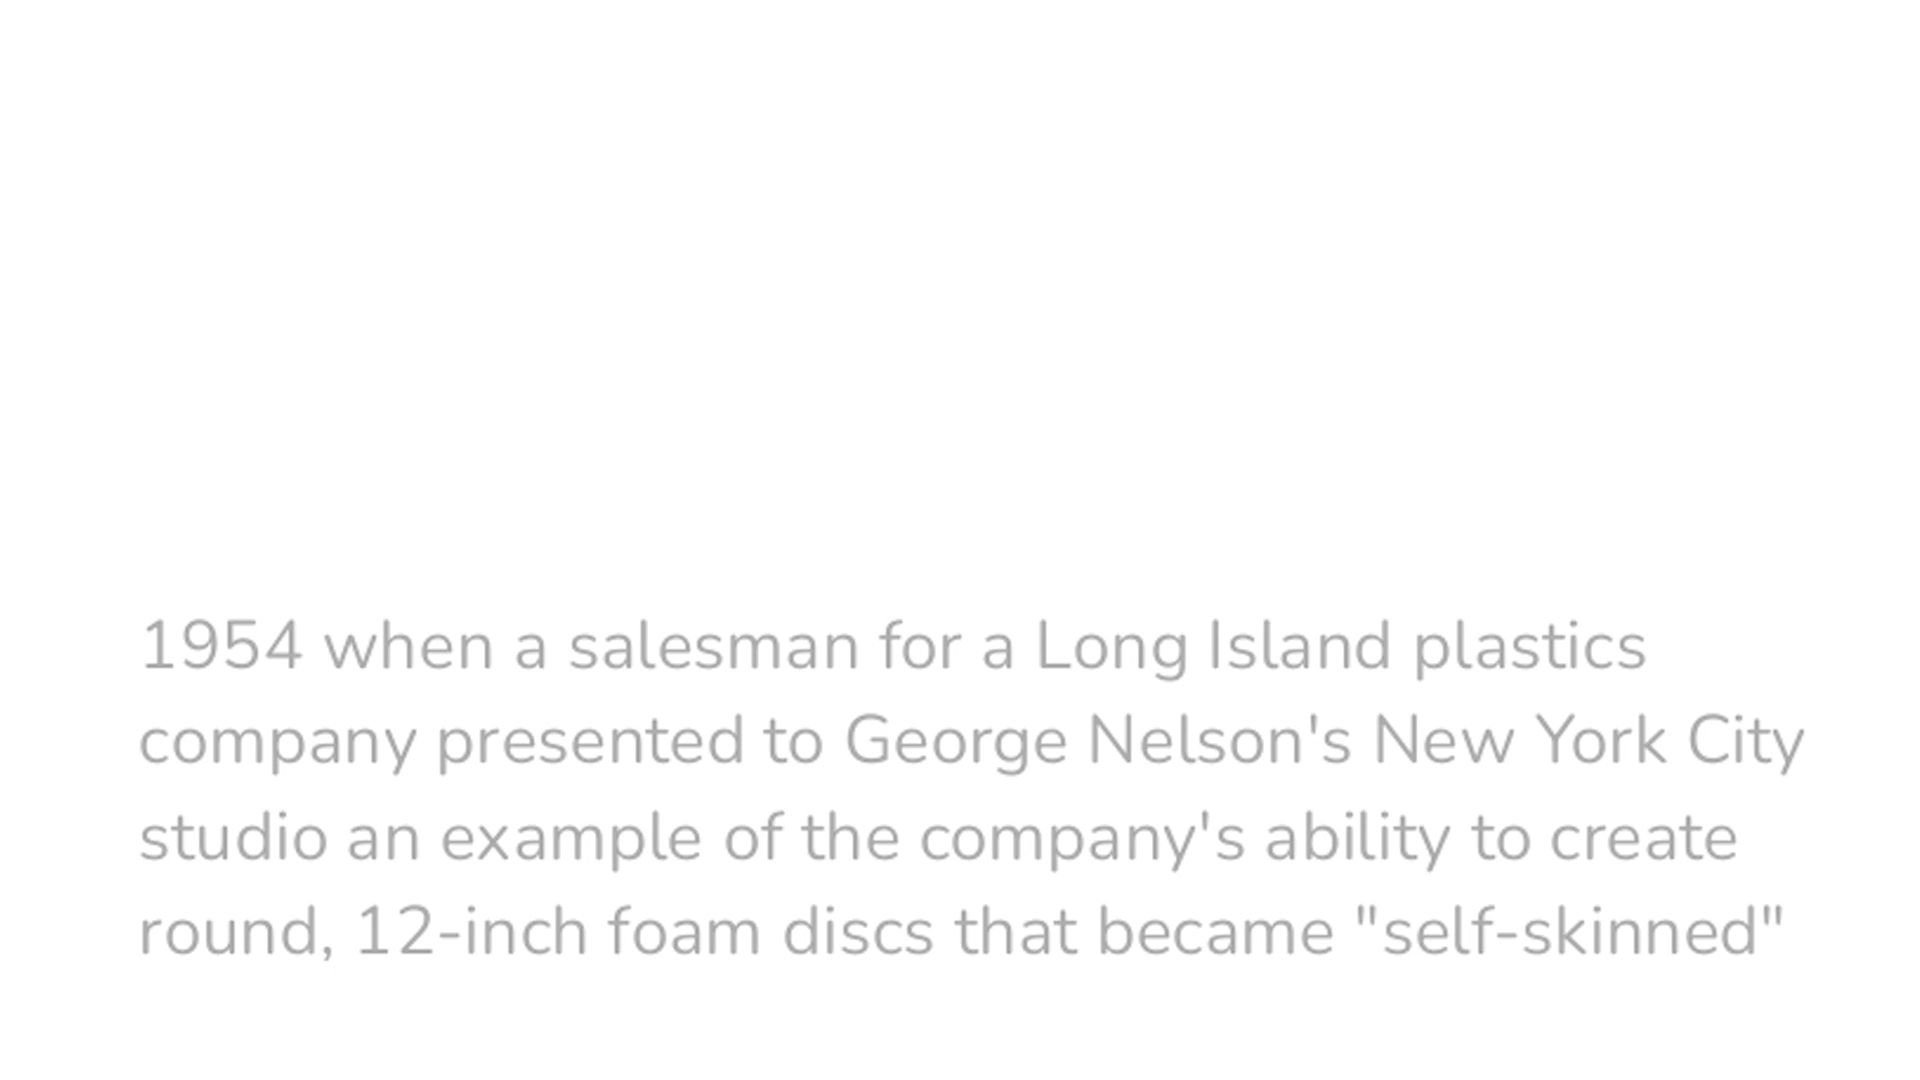 1954 when a salesman for a Long Island plastics
company presented to George Nelson's New York City
studio an example of the company's ability to create
round, 12-inch foam discs that became "self-skinned"